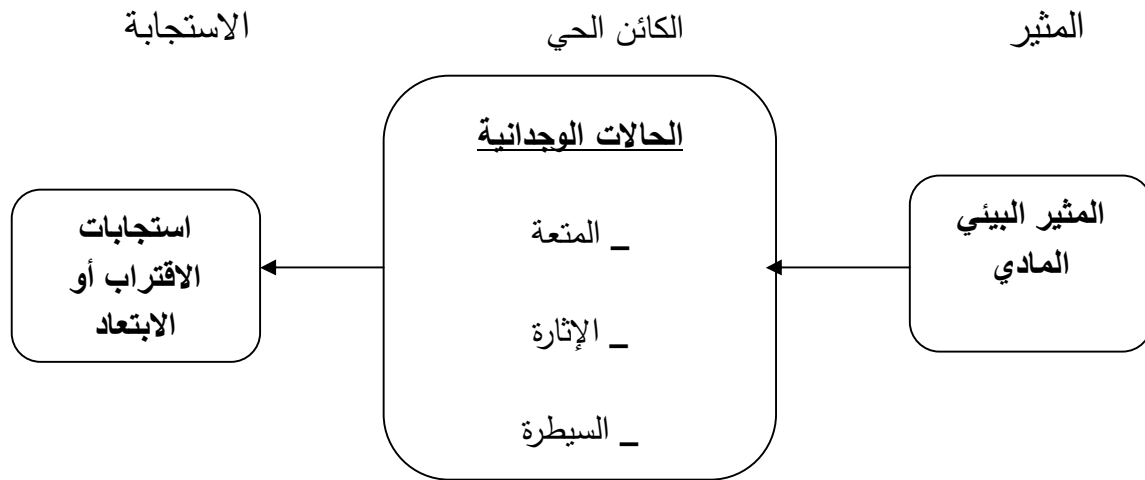 المثير
الكائن الحي
الاستجابة
المثير البيئي
المادي
الحالات الوجدانية
_ المتعة
_ الإثارة
_ السيطرة
استجابات
الاقتراب أو
الابتعاد